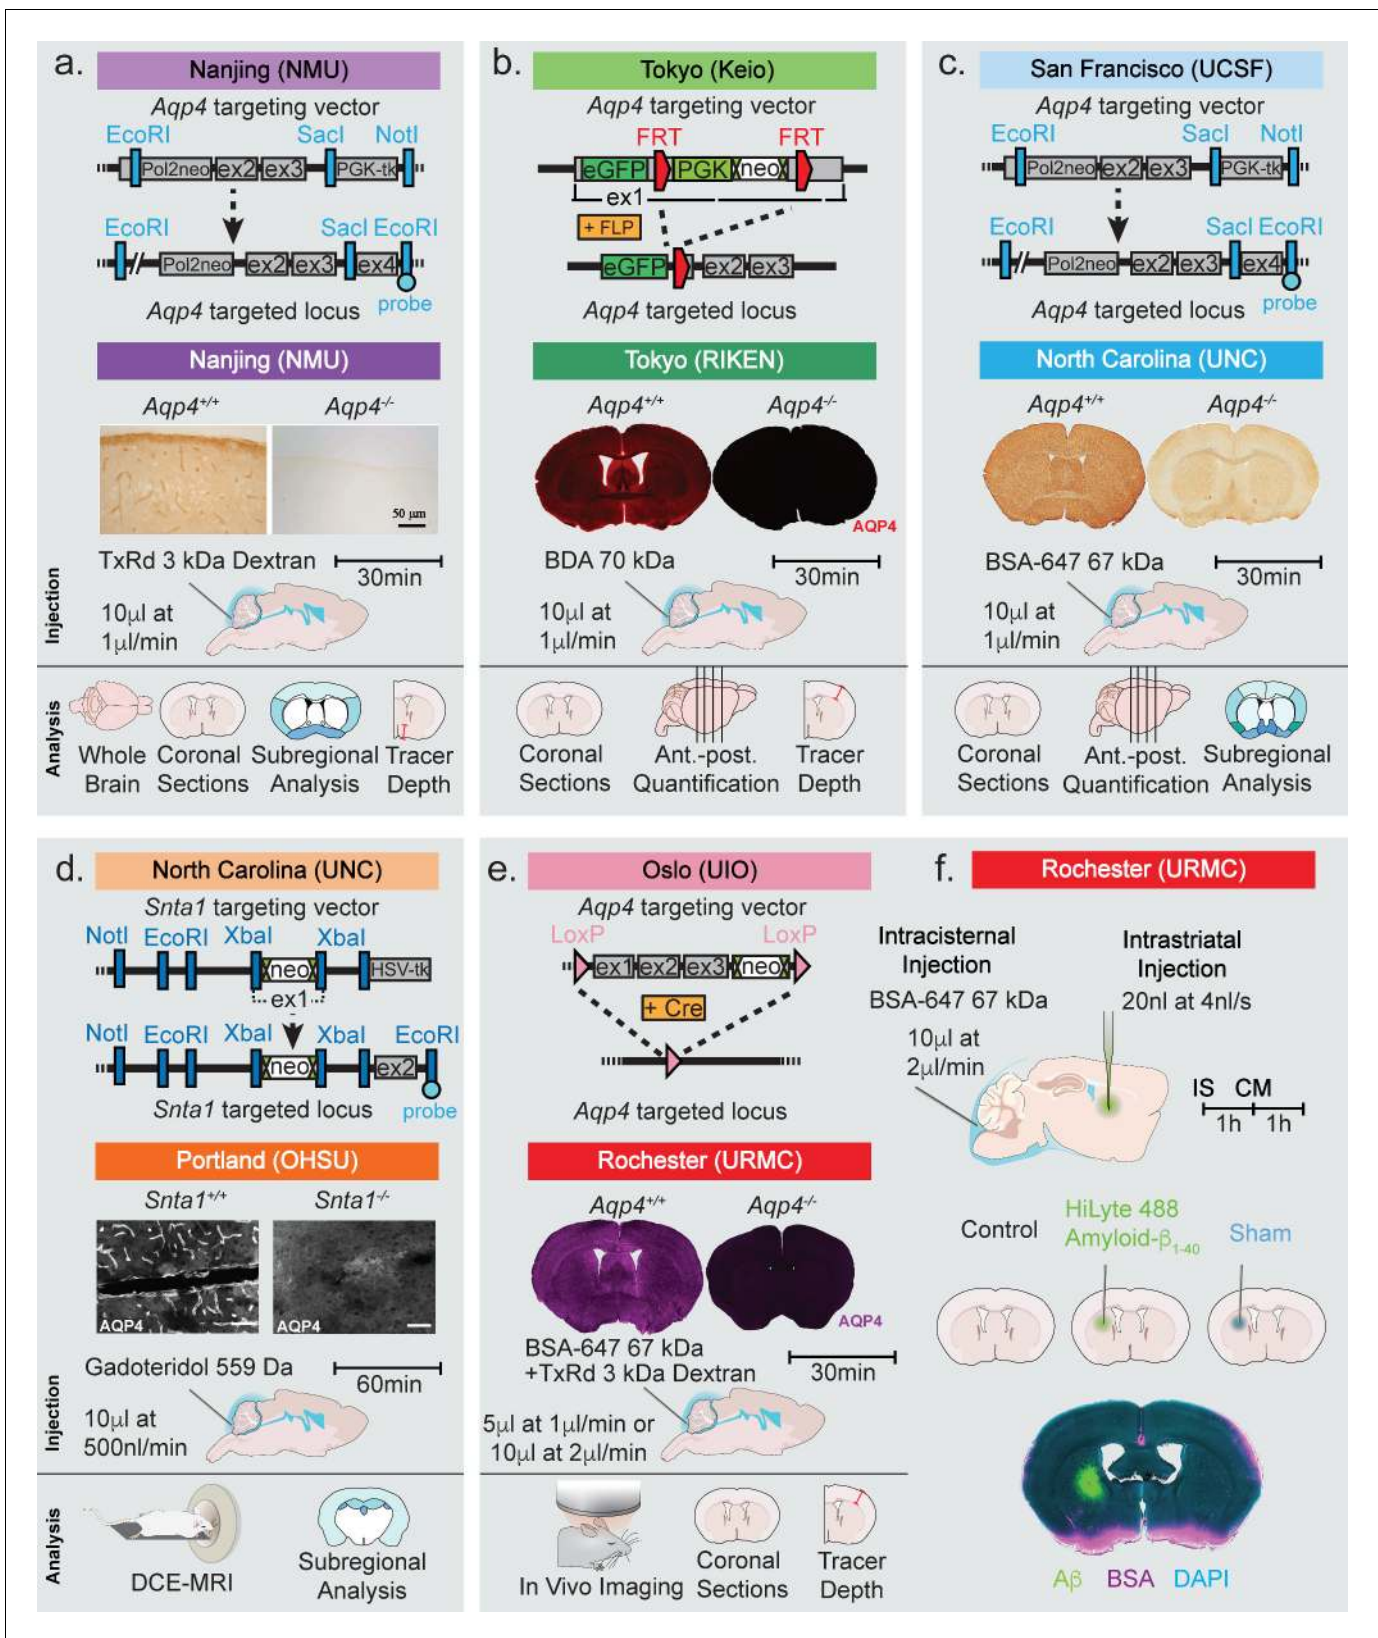 a.
Nanjing (NMU)
Aqp4 targeting vector
EcoRI SacI NotI
Pol2neo ex2 ex3 PGK-tk
EcoRI SacI EcoRI
Pol2neo ex2 ex3 ex4
probe
Aqp4 targeted locus
Nanjing (NMU)
Aqp4+/+ Aqp4-/-
50 µm
TxRd 3 kDa Dextran
30min
10µl at
1µl/min
Injection
Analysis
Whole Brain
Coronal Sections
Subregional Analysis
Tracer Depth
b.
Tokyo (Keio)
Aqp4 targeting vector
FRT FRT
eGFP PGK neo
ex1
+ FLP
eGFP ex2 ex3
Aqp4 targeted locus
Tokyo (RIKEN)
Aqp4+/+ Aqp4-/-
AQP4
BDA 70 kDa
30min
10µl at
1µl/min
Coronal Sections
Ant.-post. Quantification
Tracer Depth
c.
San Francisco (UCSF)
Aqp4 targeting vector
EcoRI SacI NotI
Pol2neo ex2 ex3 PGK-tk
EcoRI SacI EcoRI
Pol2neo ex2 ex3 ex4
probe
Aqp4 targeted locus
North Carolina (UNC)
Aqp4+/+ Aqp4-/-
BSA-647 67 kDa
30min
10µl at
1µl/min
Coronal Sections
Ant.-post. Quantification
Subregional Analysis
d.
North Carolina (UNC)
Snta1 targeting vector
NotI EcoRI XbaI XbaI
neo HSV-tk
ex1
NotI EcoRI XbaI XbaI EcoRI
neo ex2
Snta1 targeted locus probe
Portland (OHSU)
Snta1+/+ Snta1-/-
AQP4 AQP4
Gadoteridol 559 Da
60min
10µl at
500nl/min
Injection
Analysis
DCE-MRI
Subregional Analysis
e.
Oslo (UIO)
Aqp4 targeting vector
LoxP LoxP
ex1 ex2 ex3 neo
+ Cre
Aqp4 targeted locus
Rochester (URMC)
Aqp4+/+ Aqp4-/-
AQP4
BSA-647 67 kDa
+TxRd 3 kDa Dextran
30min
5µl at 1µl/min or
10µl at 2µl/min
In Vivo Imaging
Coronal Sections
Tracer Depth
f.
Rochester (URMC)
Intracisternal
Injection
BSA-647 67 kDa
10µl at
2µl/min
Intrastriatal
Injection
20nl at 4nl/s
IS CM
1h 1h
Control
HiLyte 488
Amyloid-β1-40
Sham
Aβ BSA DAPI